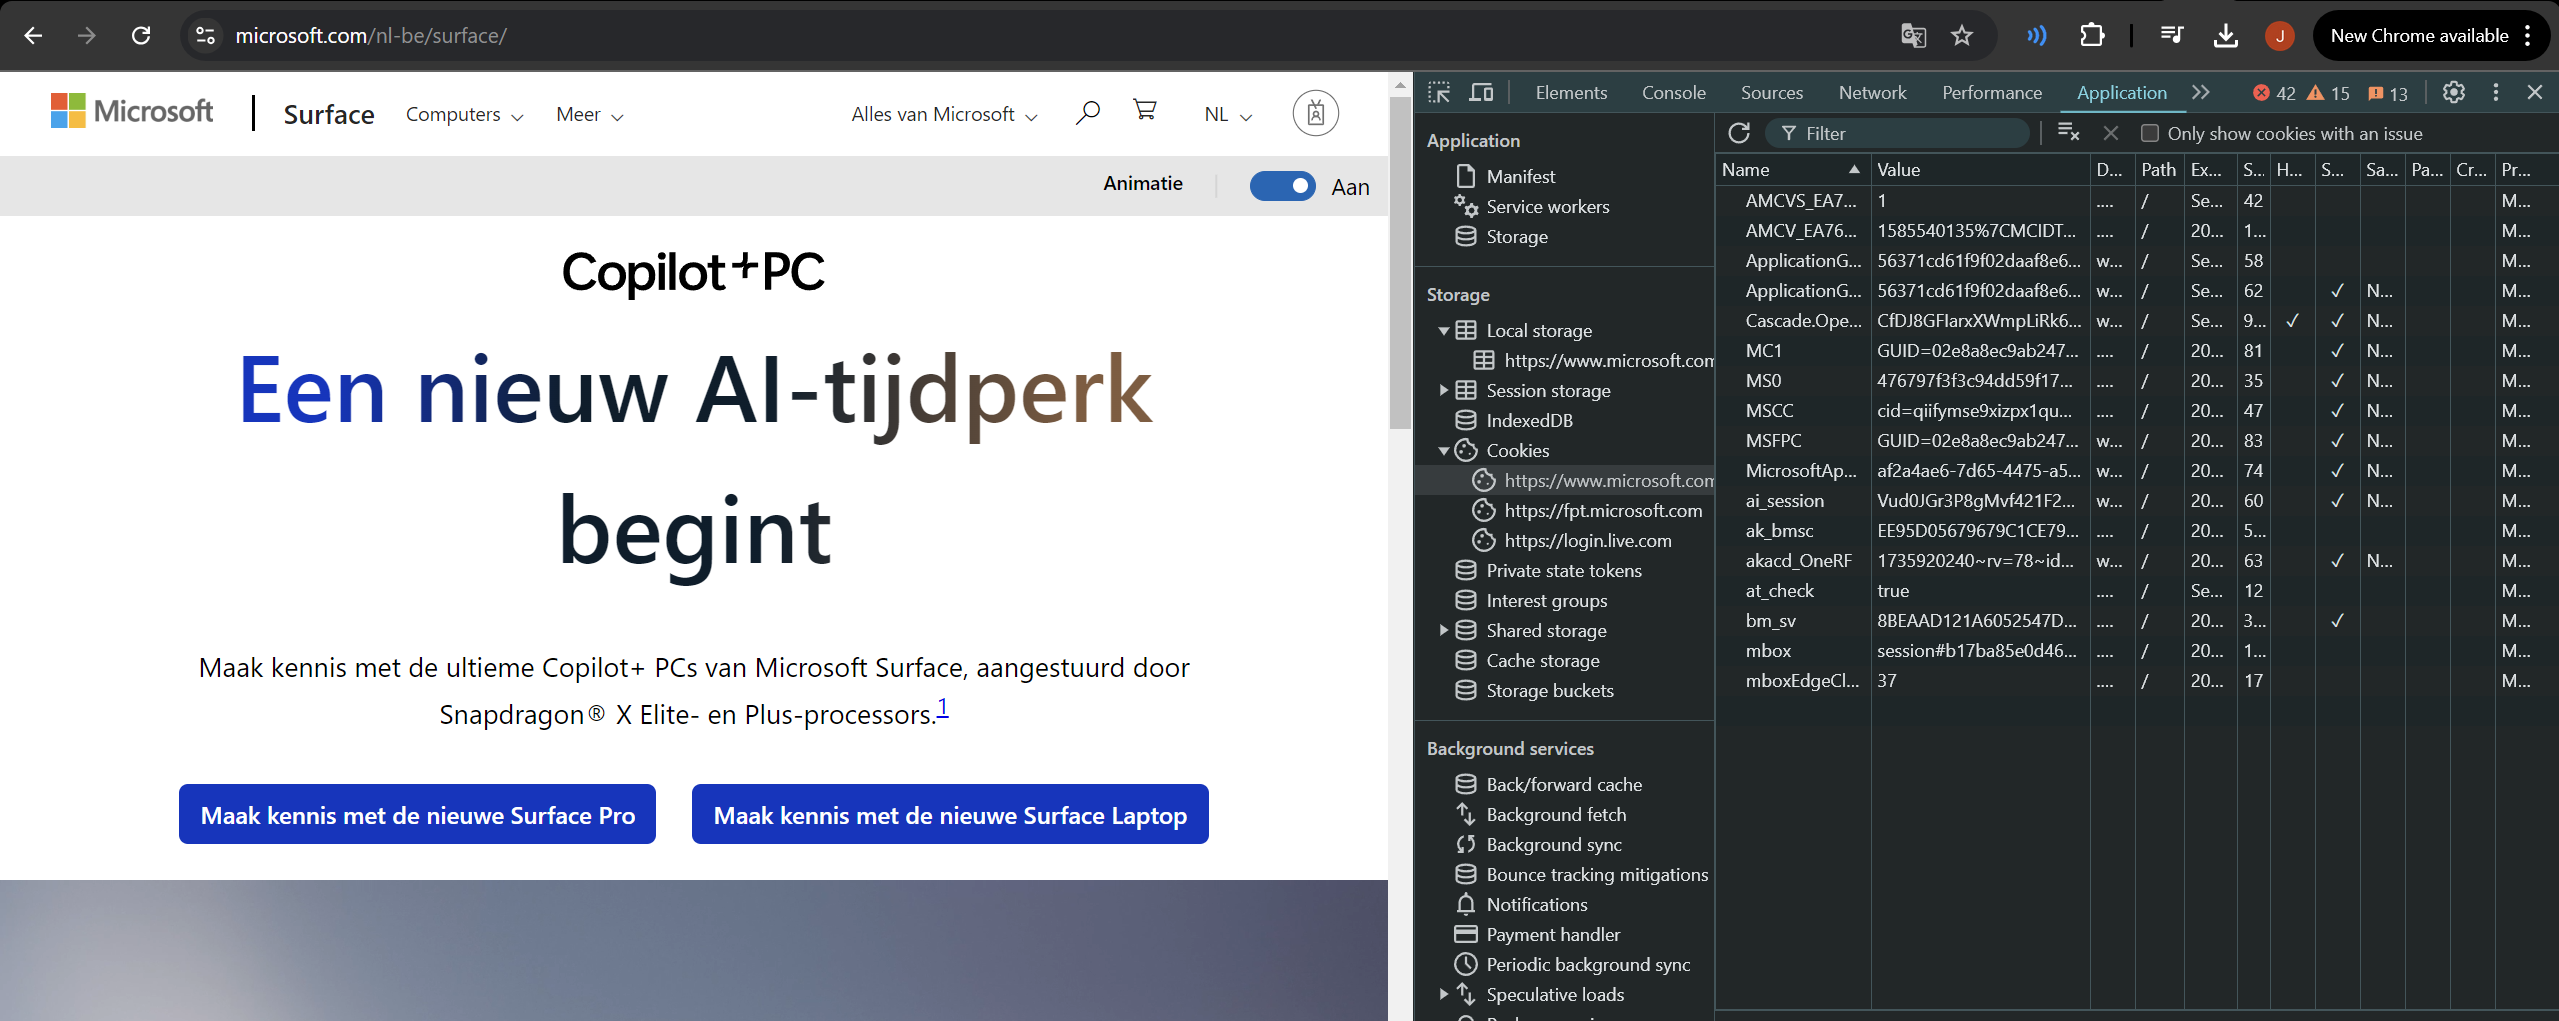 microsoft.com/nl-be/surface/
J
New Chrome available
Microsoft
Surface
Computers
Meer
Alles van Microsoft
NL
Animatie
Aan
Copilot+PC
Een nieuw AI-tijdperk
begint
Maak kennis met de ultieme Copilot+ PCs van Microsoft Surface, aangestuurd door
Snapdragon® X Elite- en Plus-processors.1
Maak kennis met de nieuwe Surface Pro
Maak kennis met de nieuwe Surface Laptop
Elements Console Sources Network Performance Application 42 15 13
Application
Manifest
Service workers
Storage
Storage
Local storage
https://www.microsoft.com
Session storage
IndexedDB
Cookies
https://www.microsoft.com
https://fpt.microsoft.com
https://login.live.com
Private state tokens
Interest groups
Shared storage
Cache storage
Storage buckets
Background services
Back/forward cache
Background fetch
Background sync
Bounce tracking mitigations
Notifications
Payment handler
Periodic background sync
Speculative loads
Filter
Only show cookies with an issue
Name Value D... Path Ex... S... H... S... Sa... Pa... Cr... Pr...
AMCVS_EA7... 1 .... / Se... 42 M...
AMCV_EA76... 1585540135%7CMCIDT... .... / 20... 1... M...
ApplicationG... 56371cd61f9f02daaf8e6... w... / Se... 58 M...
ApplicationG... 56371cd61f9f02daaf8e6... w... / Se... 62 ✓ N... M...
Cascade.Ope... CfDJ8GFIarxXWmpLiRk6... w... / Se... 9... ✓ ✓ N... M...
MC1 GUID=02e8a8ec9ab247... .... / 20... 81 ✓ N... M...
MS0 476797f3f3c94dd59f17... .... / 20... 35 ✓ N... M...
MSCC cid=qiifymse9xizpx1qu... .... / 20... 47 ✓ N... M...
MSFPC GUID=02e8a8ec9ab247... w... / 20... 83 ✓ N... M...
MicrosoftAp... af2a4ae6-7d65-4475-a5... w... / 20... 74 ✓ N... M...
ai_session Vud0JGr3P8gMvf421F2... w... / 20... 60 ✓ N... M...
ak_bmsc EE95D05679679C1CE79... .... / 20... 5... M...
akacd_OneRF 1735920240~rv=78~id... w... / 20... 63 ✓ N... M...
at_check true .... / Se... 12 M...
bm_sv 8BEAAD121A6052547D... .... / 20... 3... ✓ M...
mbox session#b17ba85e0d46... .... / 20... 1... M...
mboxEdgeCl... 37 .... / 20... 17 M...